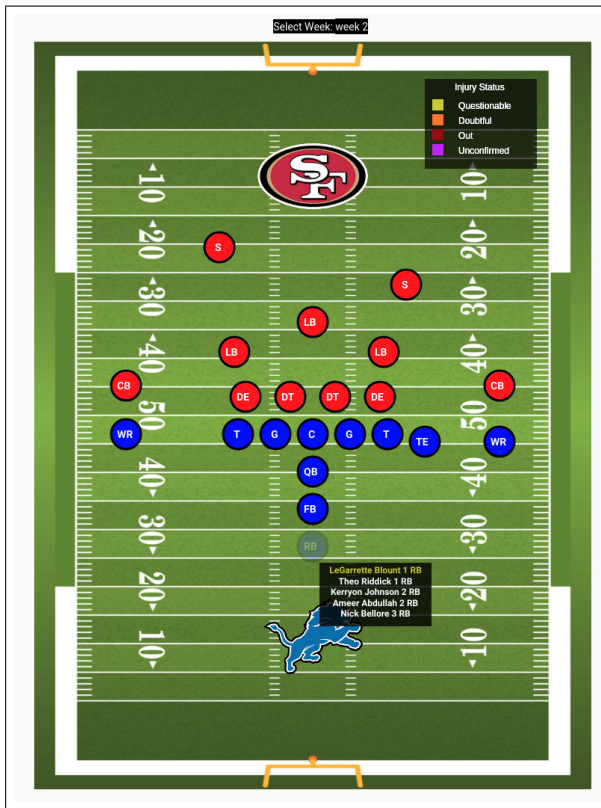 Select Week: week 2
Injury Status
Questionable
Doubtful
Out
Unconfirmed
10 10
SF
20 20
S
S
30 30
LB
40 40
LB LB
CB CB
DE DT DT DE
50 50
WR T G C G T TE WR
QB
40 40
FB
30 30
RB
LeGarrette Blount 1 RB
Theo Riddick 1 RB
Kerryon Johnson 2 RB
Ameer Abdullah 2 RB
Nick Bellore 3 RB
20 20
10 10